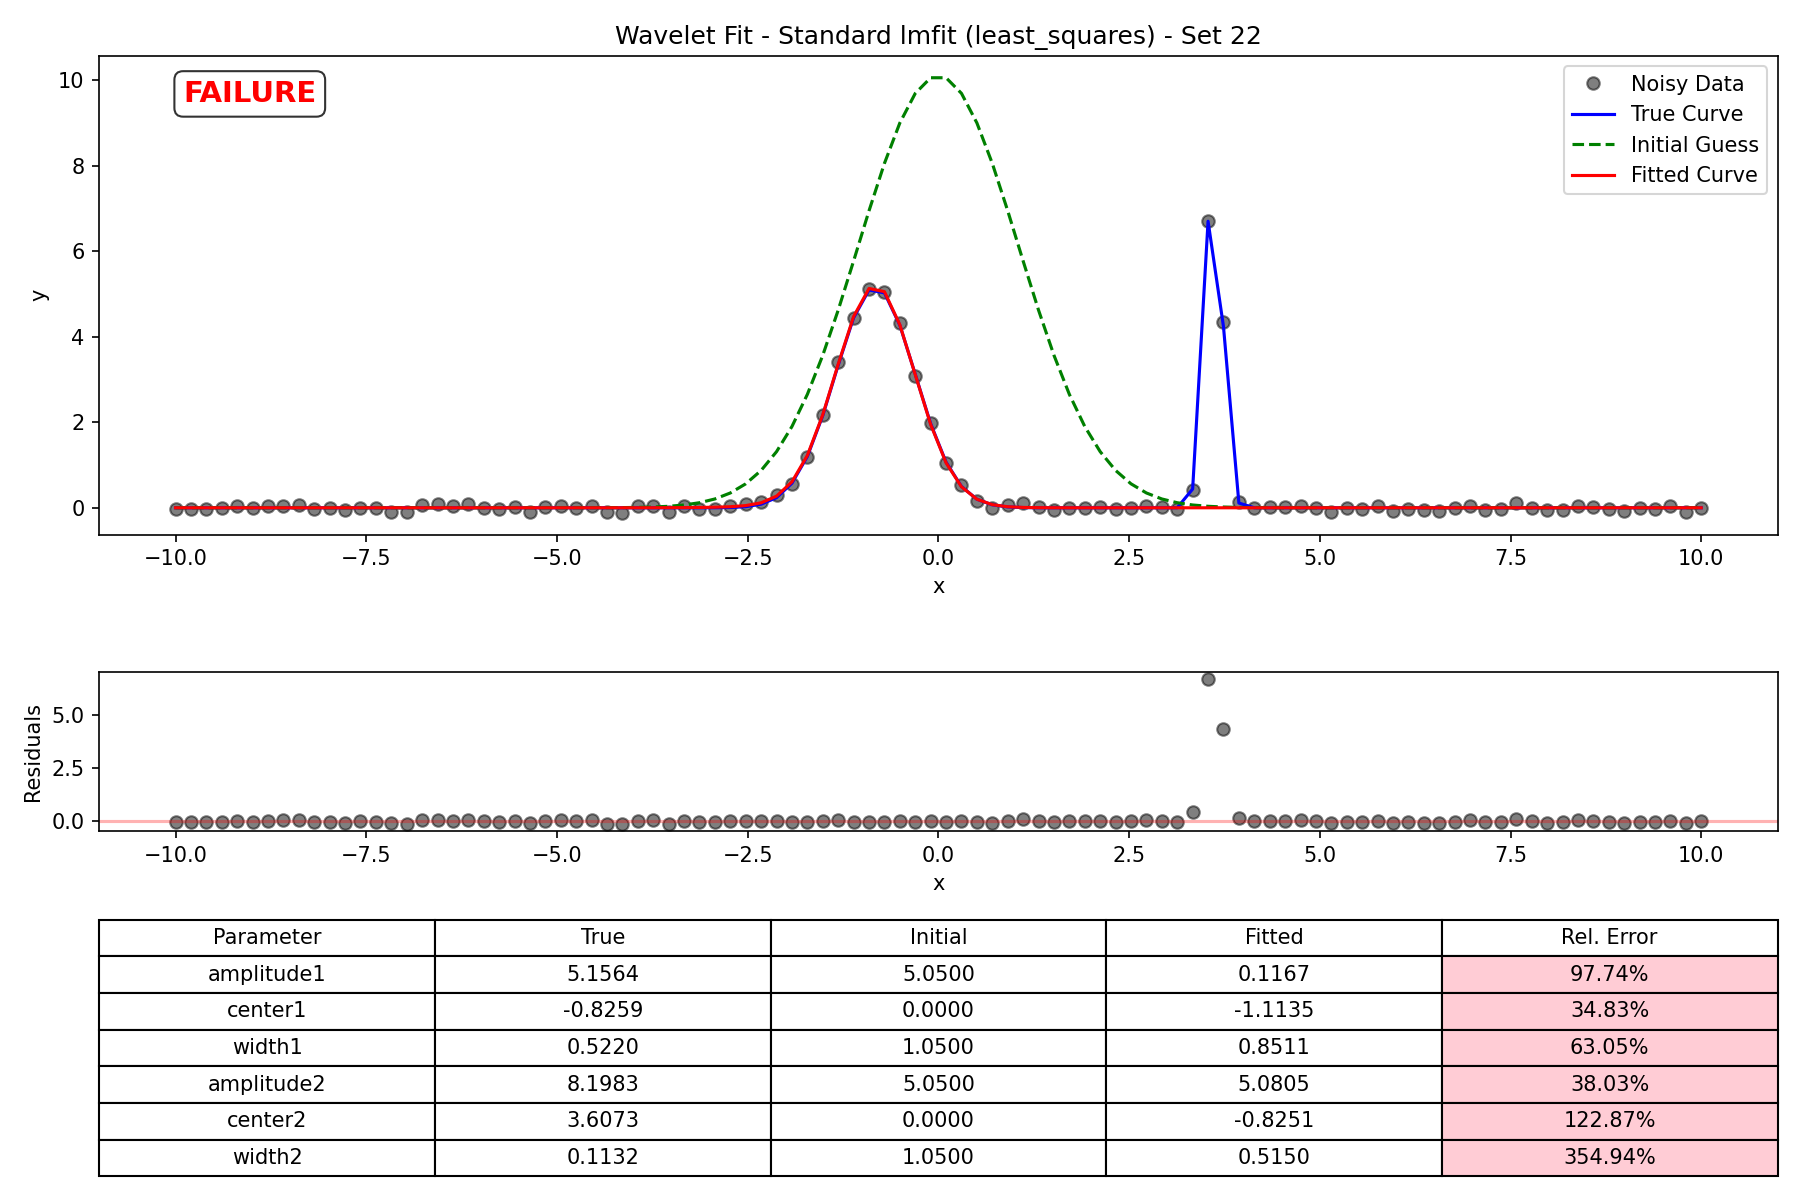 Wavelet Fit - Standard lmfit (least_squares) - Set 22
FAILURE
Noisy Data
True Curve
Initial Guess
Fitted Curve
10
8
6
4
2
0
y
−10.0 −7.5 −5.0 −2.5 0.0 2.5 5.0 7.5 10.0
x
5.0
2.5
0.0
Residuals
−10.0 −7.5 −5.0 −2.5 0.0 2.5 5.0 7.5 10.0
x
Parameter True Initial Fitted Rel. Error
amplitude1 5.1564 5.0500 0.1167 97.74%
center1 -0.8259 0.0000 -1.1135 34.83%
width1 0.5220 1.0500 0.8511 63.05%
amplitude2 8.1983 5.0500 5.0805 38.03%
center2 3.6073 0.0000 -0.8251 122.87%
width2 0.1132 1.0500 0.5150 354.94%